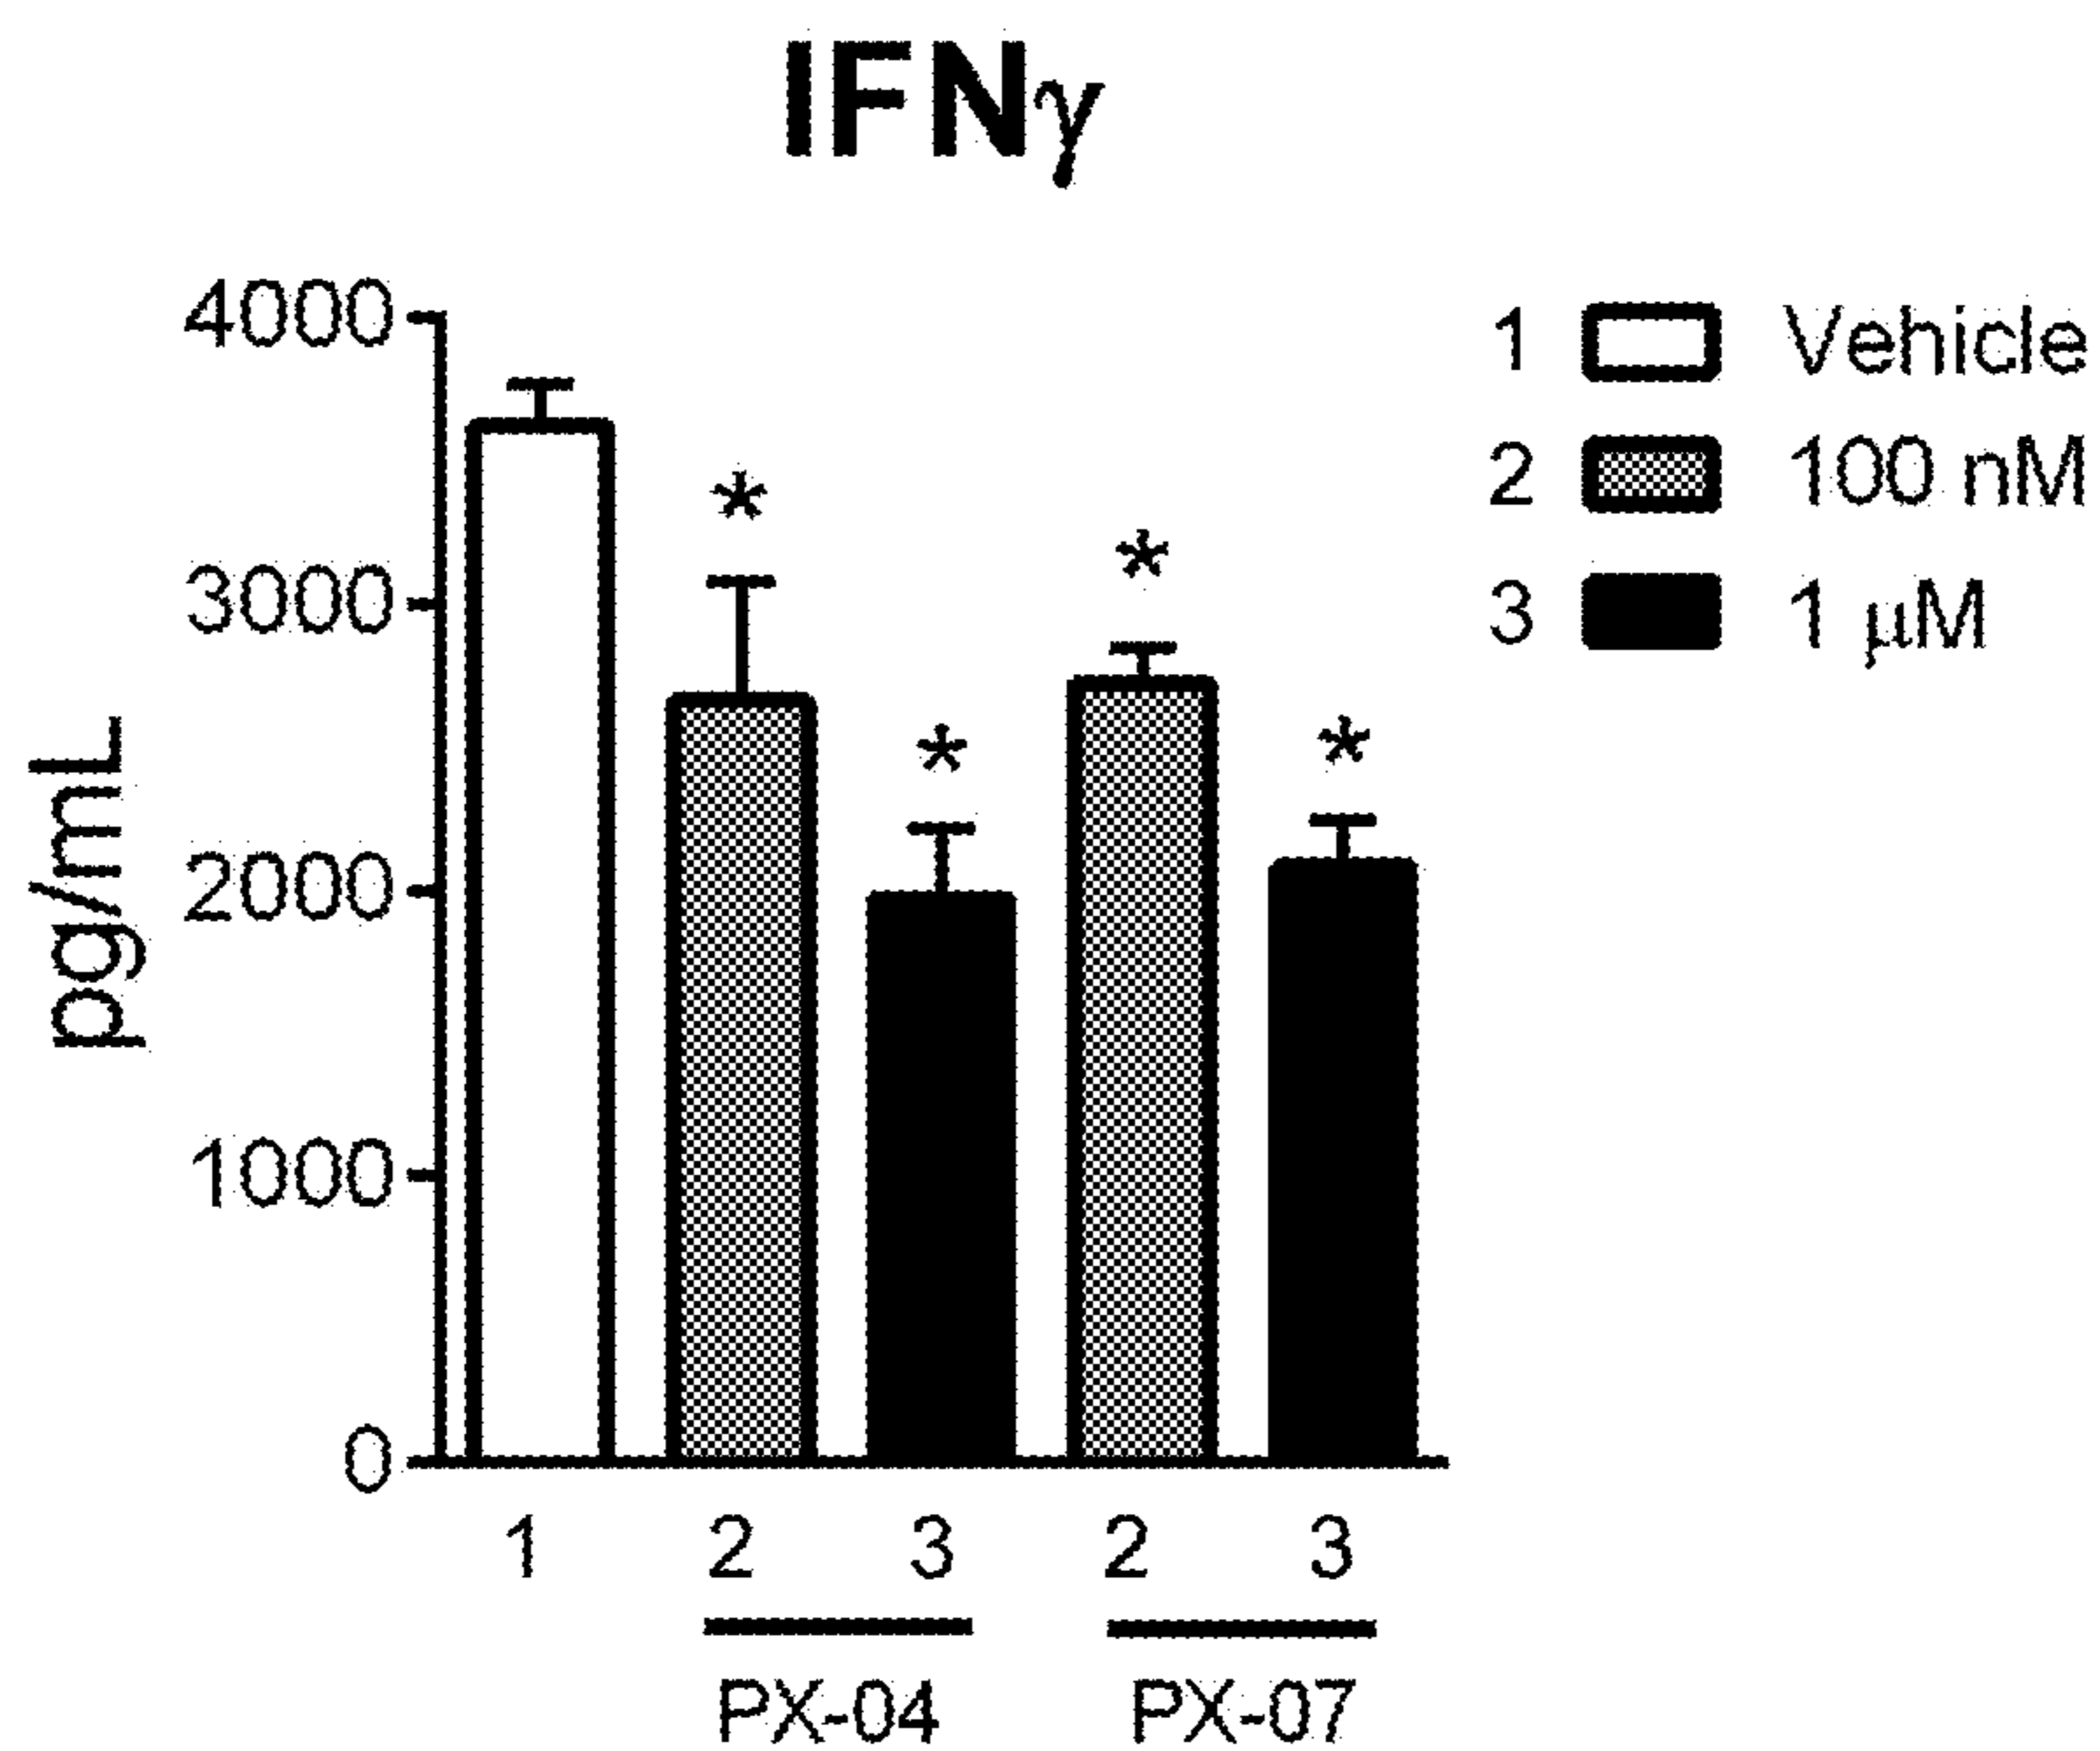 IFNγ
4000
3000
2000
1000
0
pg/mL
1 Vehicle
2 100 nM
3 1 μM
* * * *
1 2 3 2 3
PX-04 PX-07